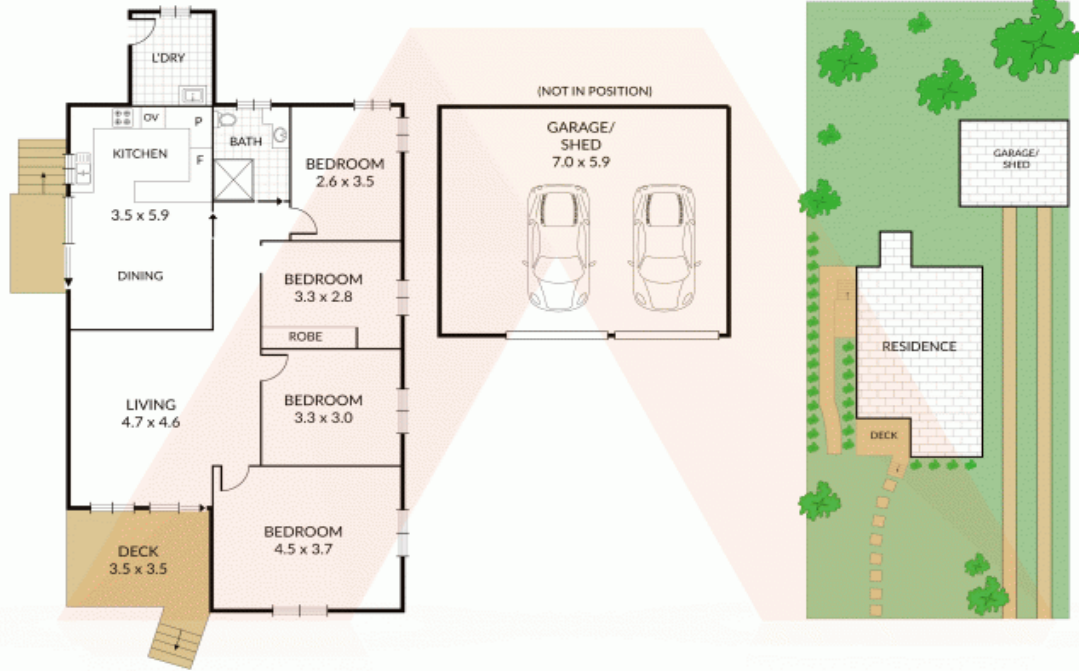 L'DRY
OV
P
KITCHEN
F
BATH
3.5 x 5.9
DINING
BEDROOM
2.6 x 3.5
BEDROOM
3.3 x 2.8
ROBE
LIVING
4.7 x 4.6
BEDROOM
3.3 x 3.0
BEDROOM
4.5 x 3.7
DECK
3.5 x 3.5
(NOT IN POSITION)
GARAGE/
SHED
7.0 x 5.9
GARAGE/
SHED
RESIDENCE
DECK